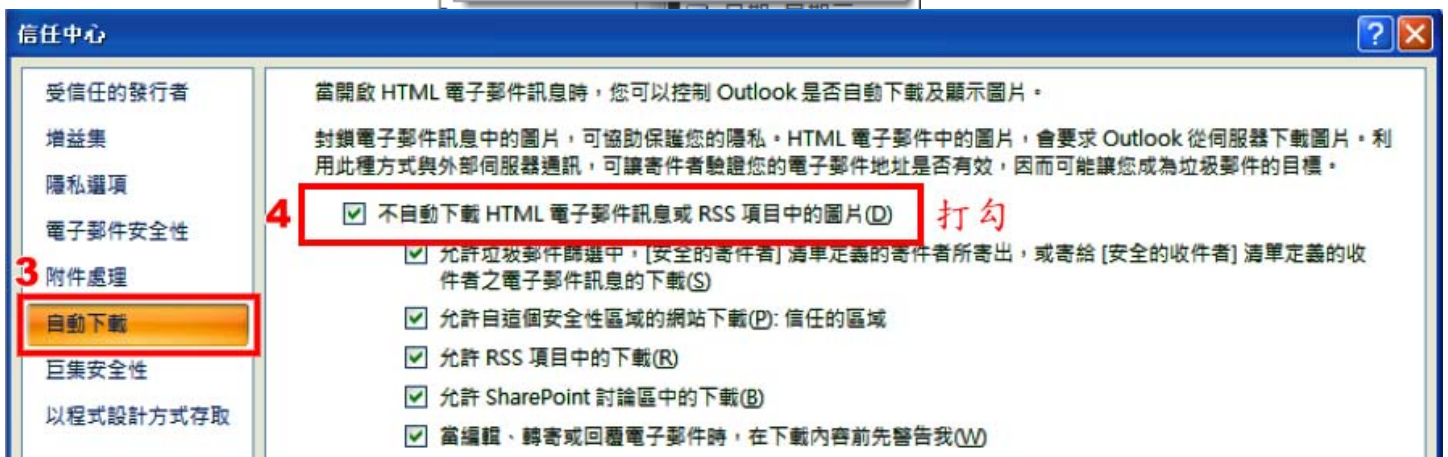 信任中心
受信任的發行者
增益集
隱私選項
電子郵件安全性
3
附件處理
自動下載
巨集安全性
以程式設計方式存取
當開啟 HTML 電子郵件訊息時，您可以控制 Outlook 是否自動下載及顯示圖片。
封鎖電子郵件訊息中的圖片，可協助保護您的隱私。HTML 電子郵件中的圖片，會要求 Outlook 從伺服器下載圖片。利
用此種方式與外部伺服器通訊，可讓寄件者驗證您的電子郵件地址是否有效，因而可能讓您成為垃圾郵件的目標。
4 不自動下載 HTML 電子郵件訊息或 RSS 項目中的圖片(D) 打勾
允許垃圾郵件篩選中，[安全的寄件者] 清單定義的寄件者所寄出，或寄給 [安全的收件者] 清單定義的收
件者之電子郵件訊息的下載(S)
允許自這個安全性區域的網站下載(P): 信任的區域
允許 RSS 項目中的下載(R)
允許 SharePoint 討論區中的下載(B)
當編輯、轉寄或回覆電子郵件時，在下載內容前先警告我(W)